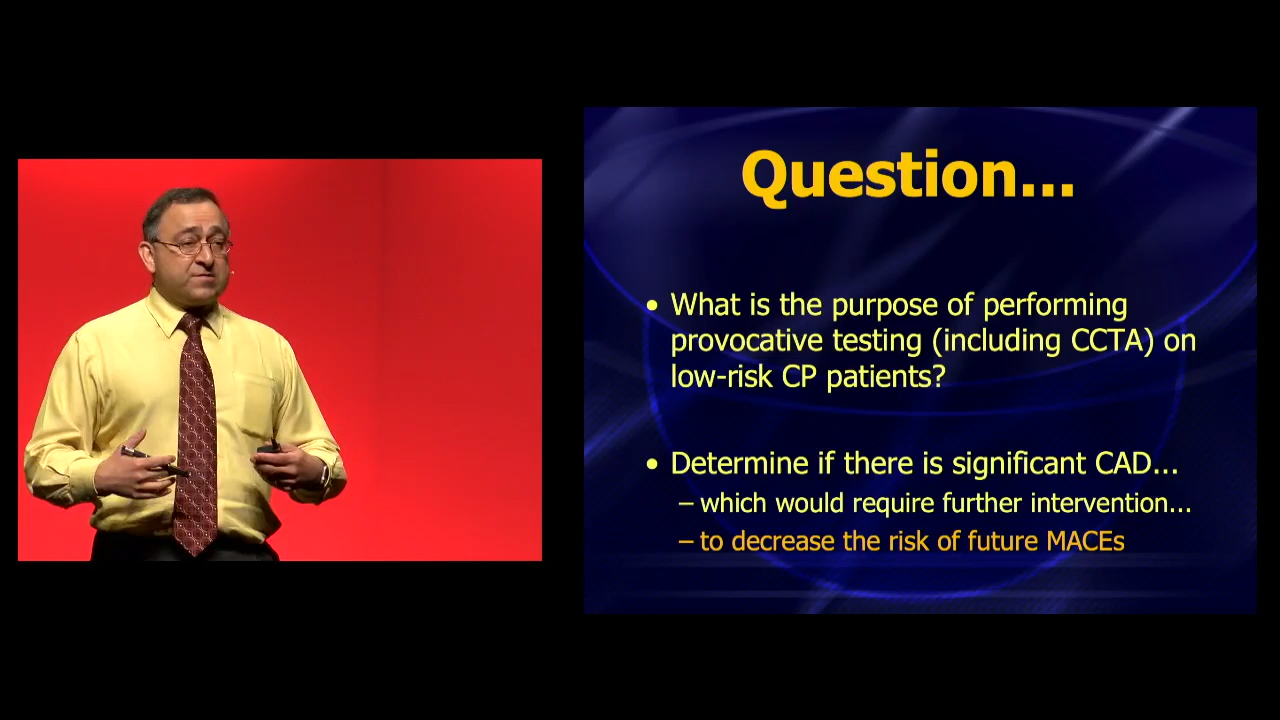 Question...
• What is the purpose of performing
provocative testing (including CCTA) on
low-risk CP patients?
• Determine if there is significant CAD...
– which would require further intervention...
– to decrease the risk of future MACEs